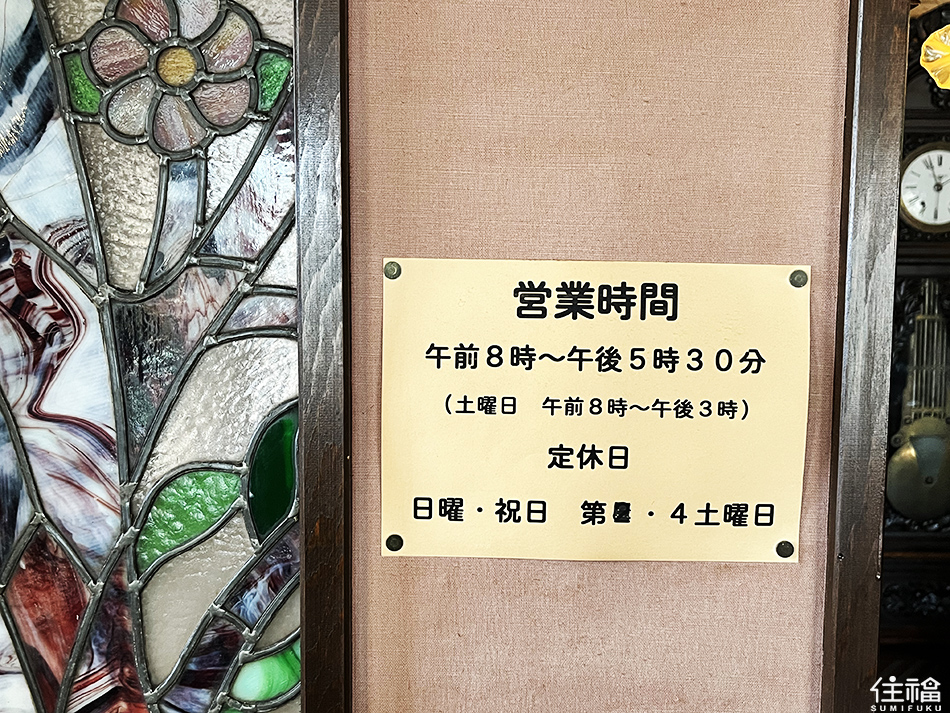 営業時間
午前８時〜午後５時３０分
（土曜日　午前８時〜午後３時）
定休日
日曜・祝日　第・４土曜日
住福
SUMIFUKU